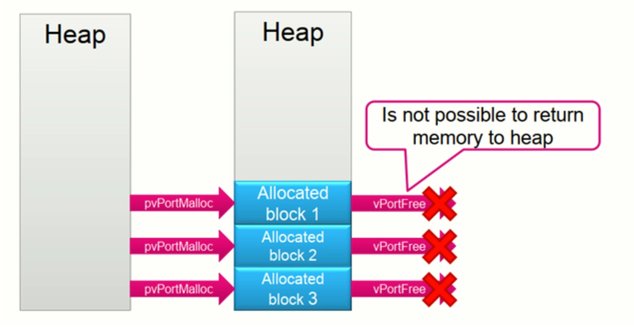 Heap
Heap
Is not possible to return
memory to heap
pvPortMalloc
Allocated
block 1
vPortFree
pvPortMalloc
Allocated
block 2
vPortFree
pvPortMalloc
Allocated
block 3
vPortFree